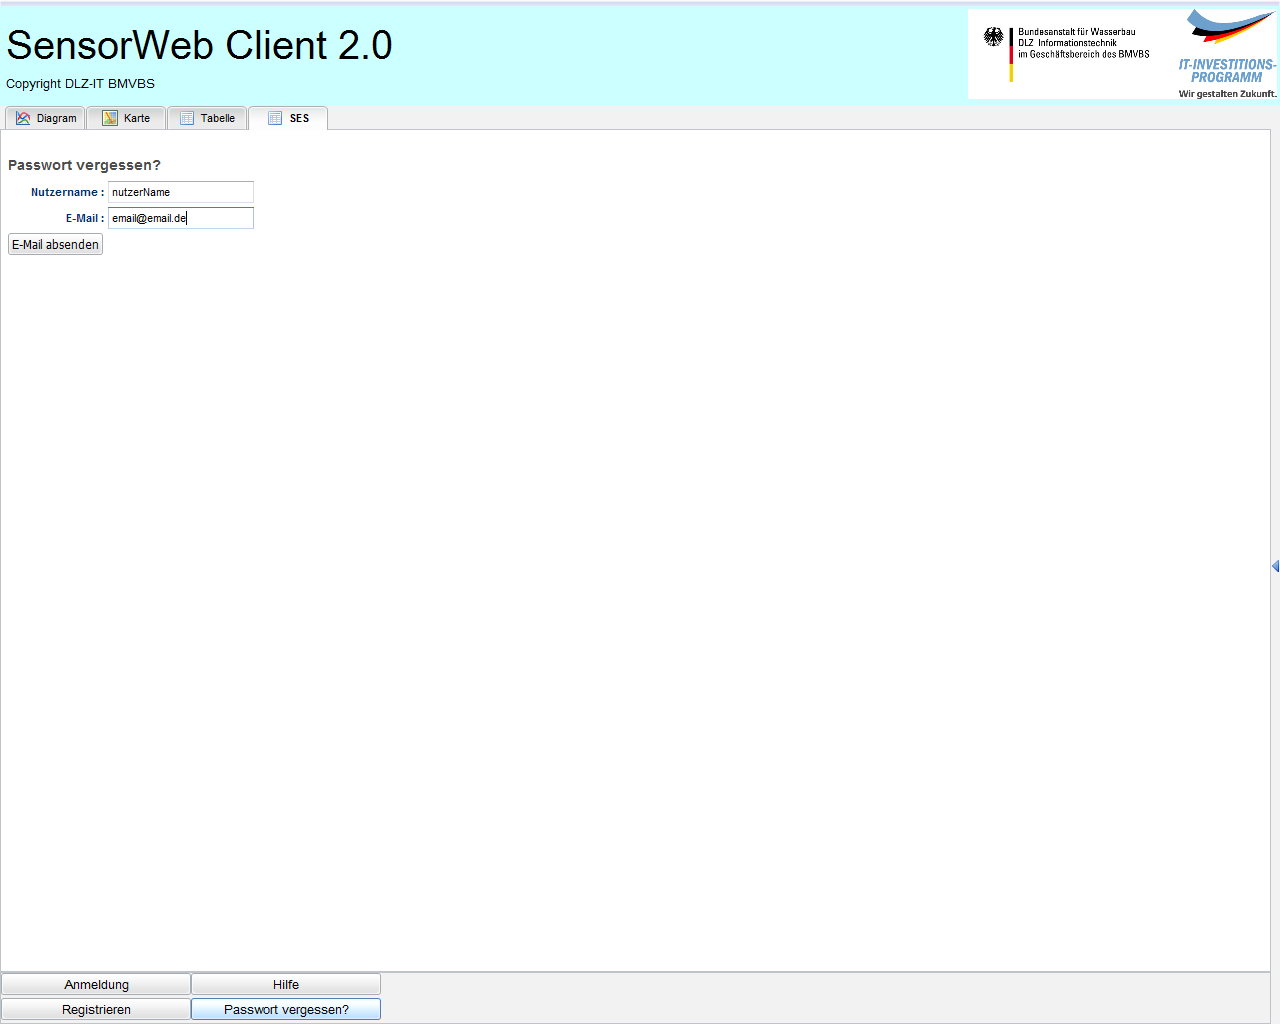 SensorWeb Client 2.0
Copyright DLZ-IT BMVBS
Bundesanstalt für Wasserbau
DLZ Informationstechnik
im Geschäftsbereich des BMVBS
IT-INVESTITIONS-
PROGRAMM
Wir gestalten Zukunft.
Diagram Karte Tabelle SES
Passwort vergessen?
Nutzername : nutzerName
E-Mail : email@email.de
E-Mail absenden
Anmeldung Hilfe
Registrieren Passwort vergessen?